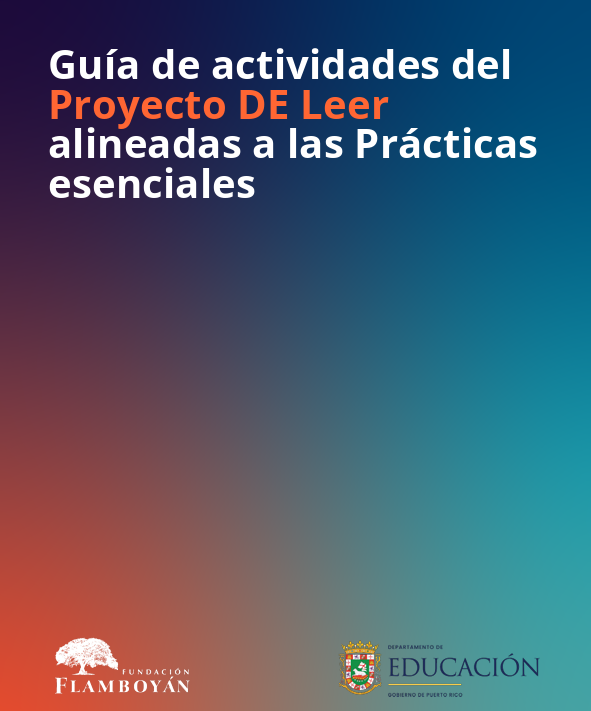 Guía de actividades del
Proyecto DE Leer
alineadas a las Prácticas
esenciales
FUNDACIÓN
FLAMBOYÁN
DEPARTAMENTO DE
EDUCACIÓN
GOBIERNO DE PUERTO RICO